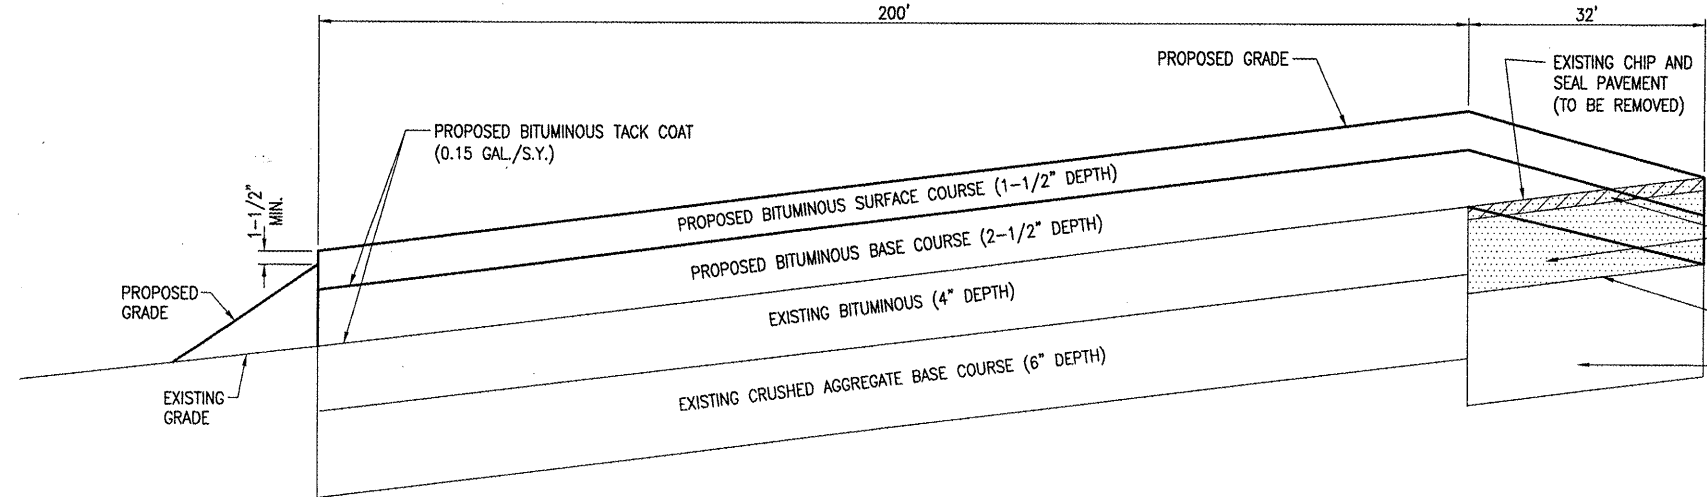 200'
32'
PROPOSED GRADE
EXISTING CHIP AND
SEAL PAVEMENT
(TO BE REMOVED)
PROPOSED BITUMINOUS TACK COAT
(0.15 GAL./S.Y.)
1-1/2"
MIN.
PROPOSED BITUMINOUS SURFACE COURSE (1-1/2" DEPTH)
PROPOSED BITUMINOUS BASE COURSE (2-1/2" DEPTH)
PROPOSED
GRADE
EXISTING BITUMINOUS (4" DEPTH)
EXISTING CRUSHED AGGREGATE BASE COURSE (6" DEPTH)
EXISTING
GRADE